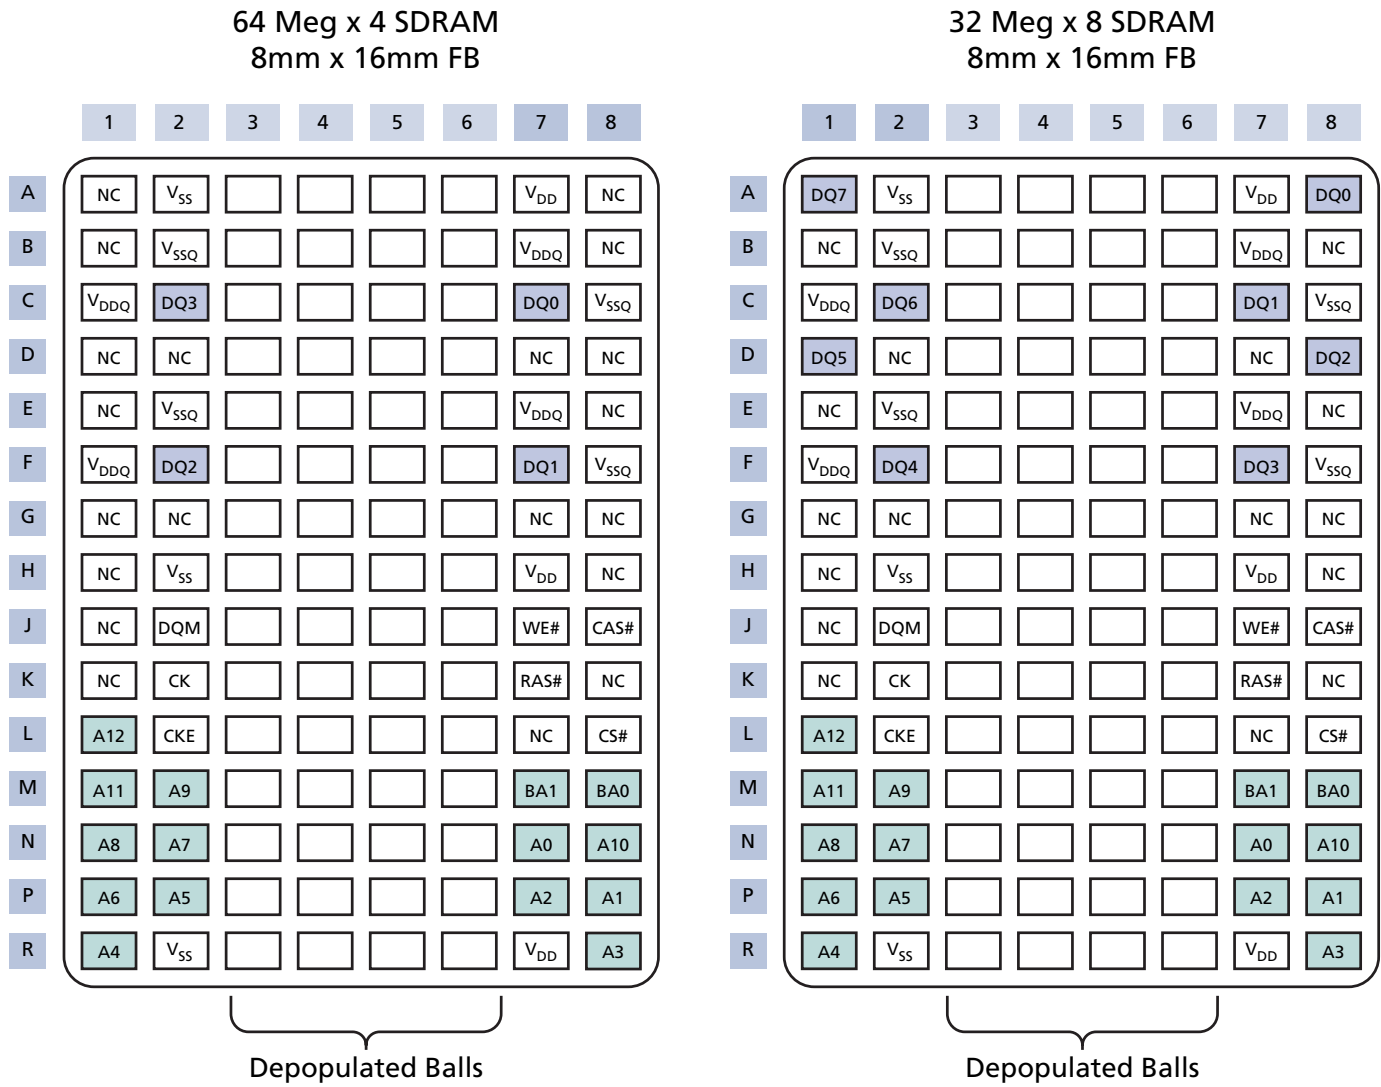 64 Meg x 4 SDRAM
8mm x 16mm FB
1 2 3 4 5 6 7 8
A NC VSS VDD NC
B NC VSSQ VDDQ NC
C VDDQ DQ3 DQ0 VSSQ
D NC NC NC NC
E NC VSSQ VDDQ NC
F VDDQ DQ2 DQ1 VSSQ
G NC NC NC NC
H NC VSS VDD NC
J NC DQM WE# CAS#
K NC CK RAS# NC
L A12 CKE NC CS#
M A11 A9 BA1 BA0
N A8 A7 A0 A10
P A6 A5 A2 A1
R A4 VSS VDD A3
Depopulated Balls
32 Meg x 8 SDRAM
8mm x 16mm FB
1 2 3 4 5 6 7 8
A DQ7 VSS VDD DQ0
B NC VSSQ VDDQ NC
C VDDQ DQ6 DQ1 VSSQ
D DQ5 NC NC DQ2
E NC VSSQ VDDQ NC
F VDDQ DQ4 DQ3 VSSQ
G NC NC NC NC
H NC VSS VDD NC
J NC DQM WE# CAS#
K NC CK RAS# NC
L A12 CKE NC CS#
M A11 A9 BA1 BA0
N A8 A7 A0 A10
P A6 A5 A2 A1
R A4 VSS VDD A3
Depopulated Balls